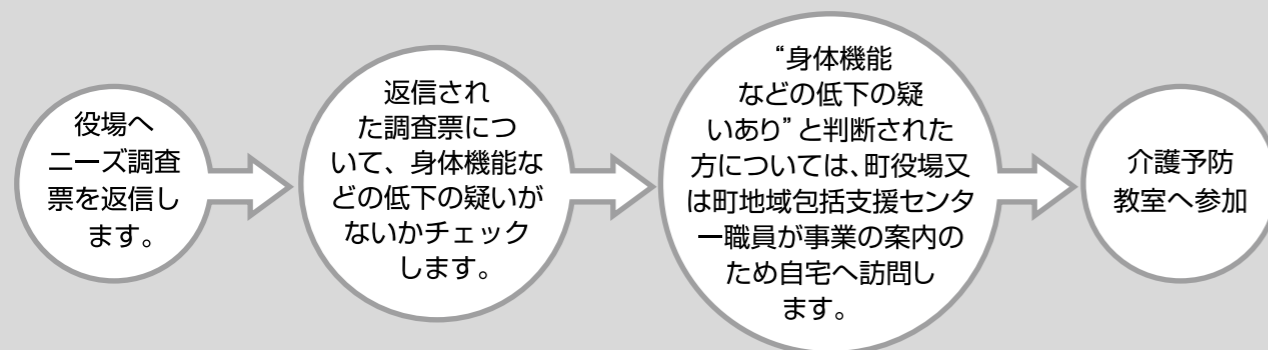 役場へ
ニーズ調査
票を返信し
ます。
返信され
た調査票につ
いて、身体機能な
どの低下の疑いが
ないかチェック
します。
“身体機能
などの低下の疑
いあり”と判断された
方については、町役場又
は町地域包括支援センタ
ー職員が事業の案内の
ため自宅へ訪問し
ます。
介護予防
教室へ参加